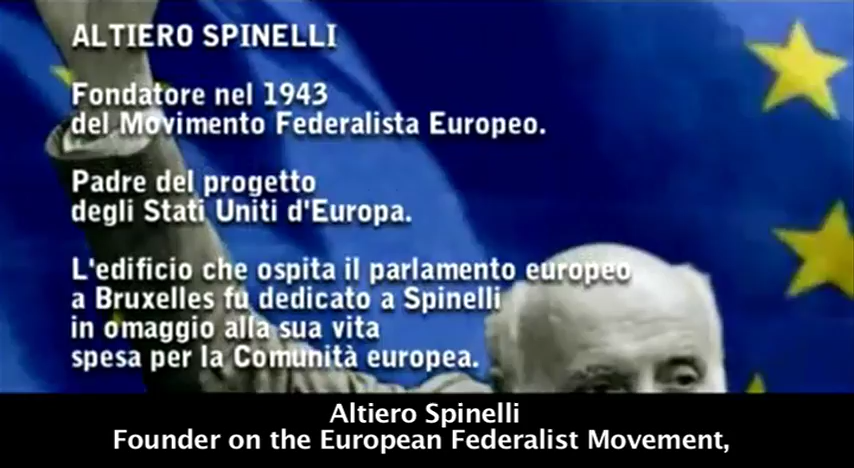 ALTIERO SPINELLI
Fondatore nel 1943
del Movimento Federalista Europeo.
Padre del progetto
degli Stati Uniti d'Europa.
L'edificio che ospita il parlamento europeo
a Bruxelles fu dedicato a Spinelli
in omaggio alla sua vita
spesa per la Comunità europea.
Altiero Spinelli
Founder on the European Federalist Movement,